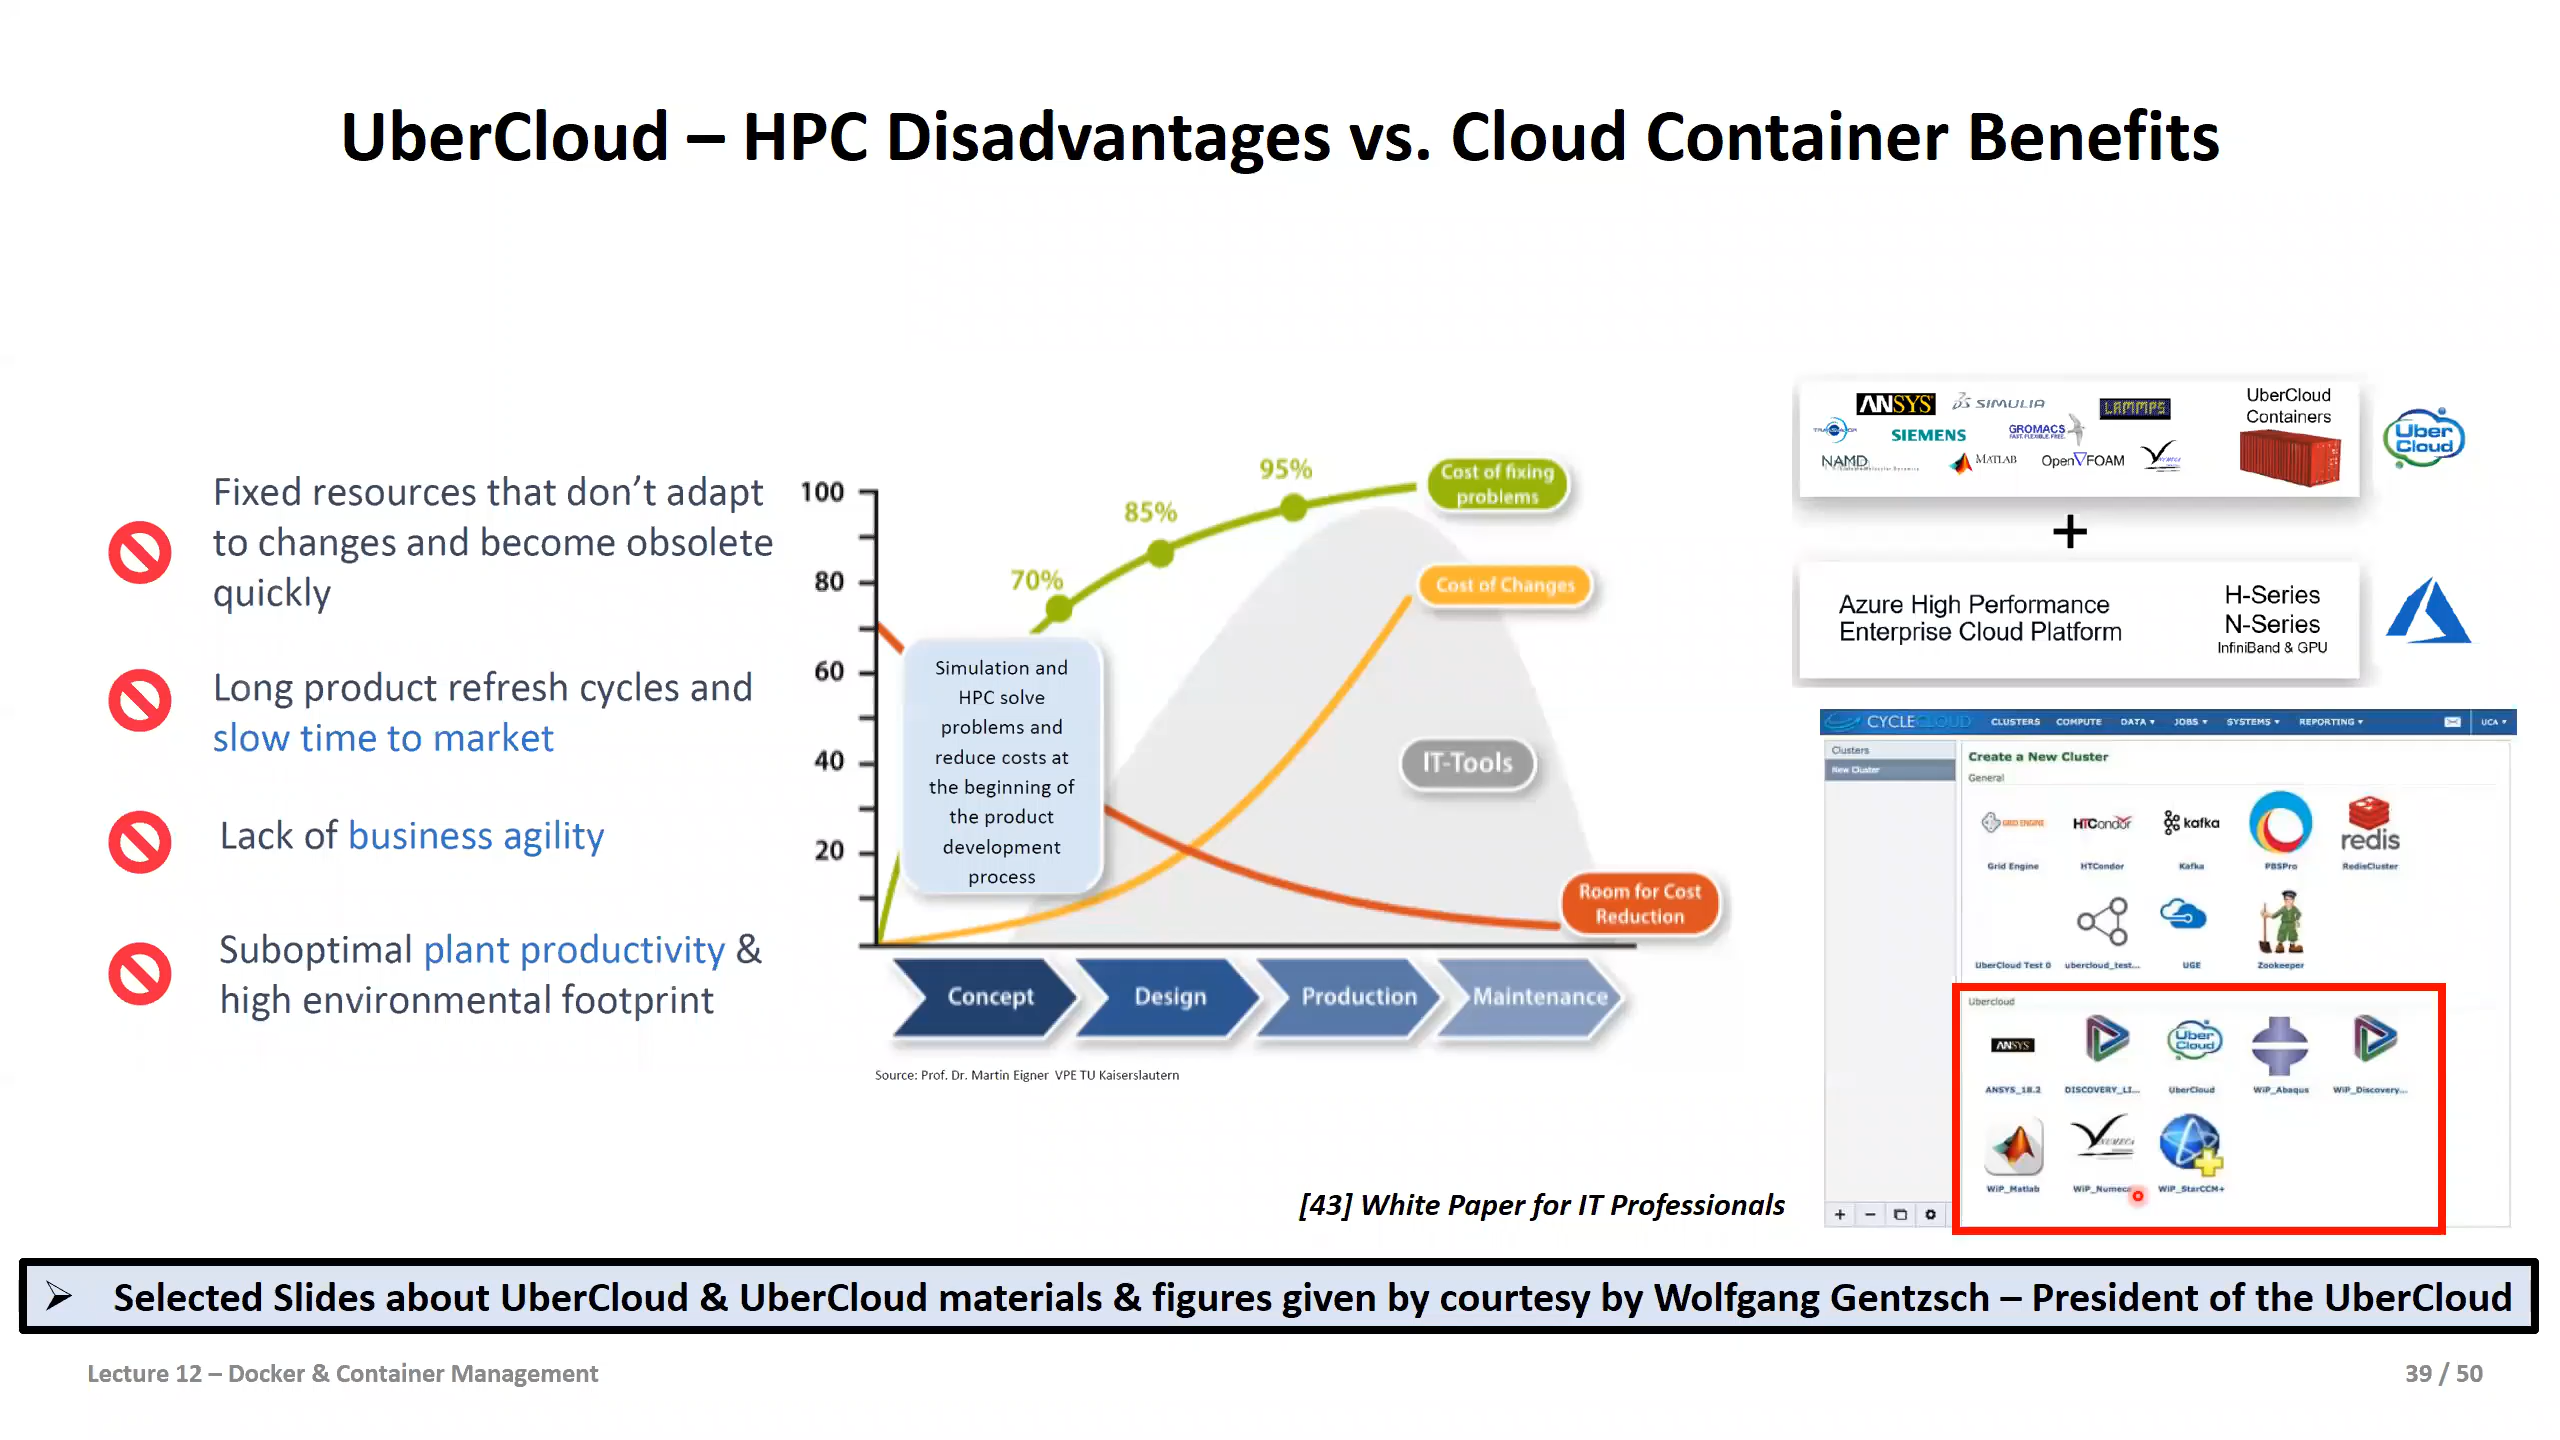 UberCloud – HPC Disadvantages vs. Cloud Container Benefits
Fixed resources that don't adapt
to changes and become obsolete
quickly
Long product refresh cycles and
slow time to market
Lack of business agility
Suboptimal plant productivity &
high environmental footprint
100
80
60
40
20
70%
85%
95%
Cost of fixing
problems
Cost of Changes
IT-Tools
Room for Cost
Reduction
Simulation and
HPC solve
problems and
reduce costs at
the beginning of
the product
development
process
Concept
Design
Production
Maintenance
Source: Prof. Dr. Martin Eigner VPE TU Kaiserslautern
ANSYS
SIMULIA
LAMMPS
SIEMENS
GROMACS
FAST. FLEXIBLE. FREE.
NAMD
MATLAB
OpenFOAM
UberCloud
Containers
Uber
Cloud
+
Azure High Performance
Enterprise Cloud Platform
H-Series
N-Series
InfiniBand & GPU
CYCLECLOUD CLUSTERS COMPUTE DATA JOBS SYSTEMS REPORTING UCA
Clusters
New Cluster
Create a New Cluster
General
GRID ENGINE
HTCondor
kafka
redis
Grid Engine
HTCondor
Kafka
PBSPro
RedisCluster
UberCloud Test 0
ubercloud_test...
UGE
Zookeeper
Ubercloud
ANSYS
Uber
Cloud
ANSYS_18.2
DISCOVERY_LI...
UberCloud
WiP_Abaqus
WiP_Discovery...
NUMECA
WiP_Matlab
WiP_Numeca
WiP_StarCCM+
[43] White Paper for IT Professionals
➢ Selected Slides about UberCloud & UberCloud materials & figures given by courtesy by Wolfgang Gentzsch – President of the UberCloud
Lecture 12 – Docker & Container Management
39 / 50